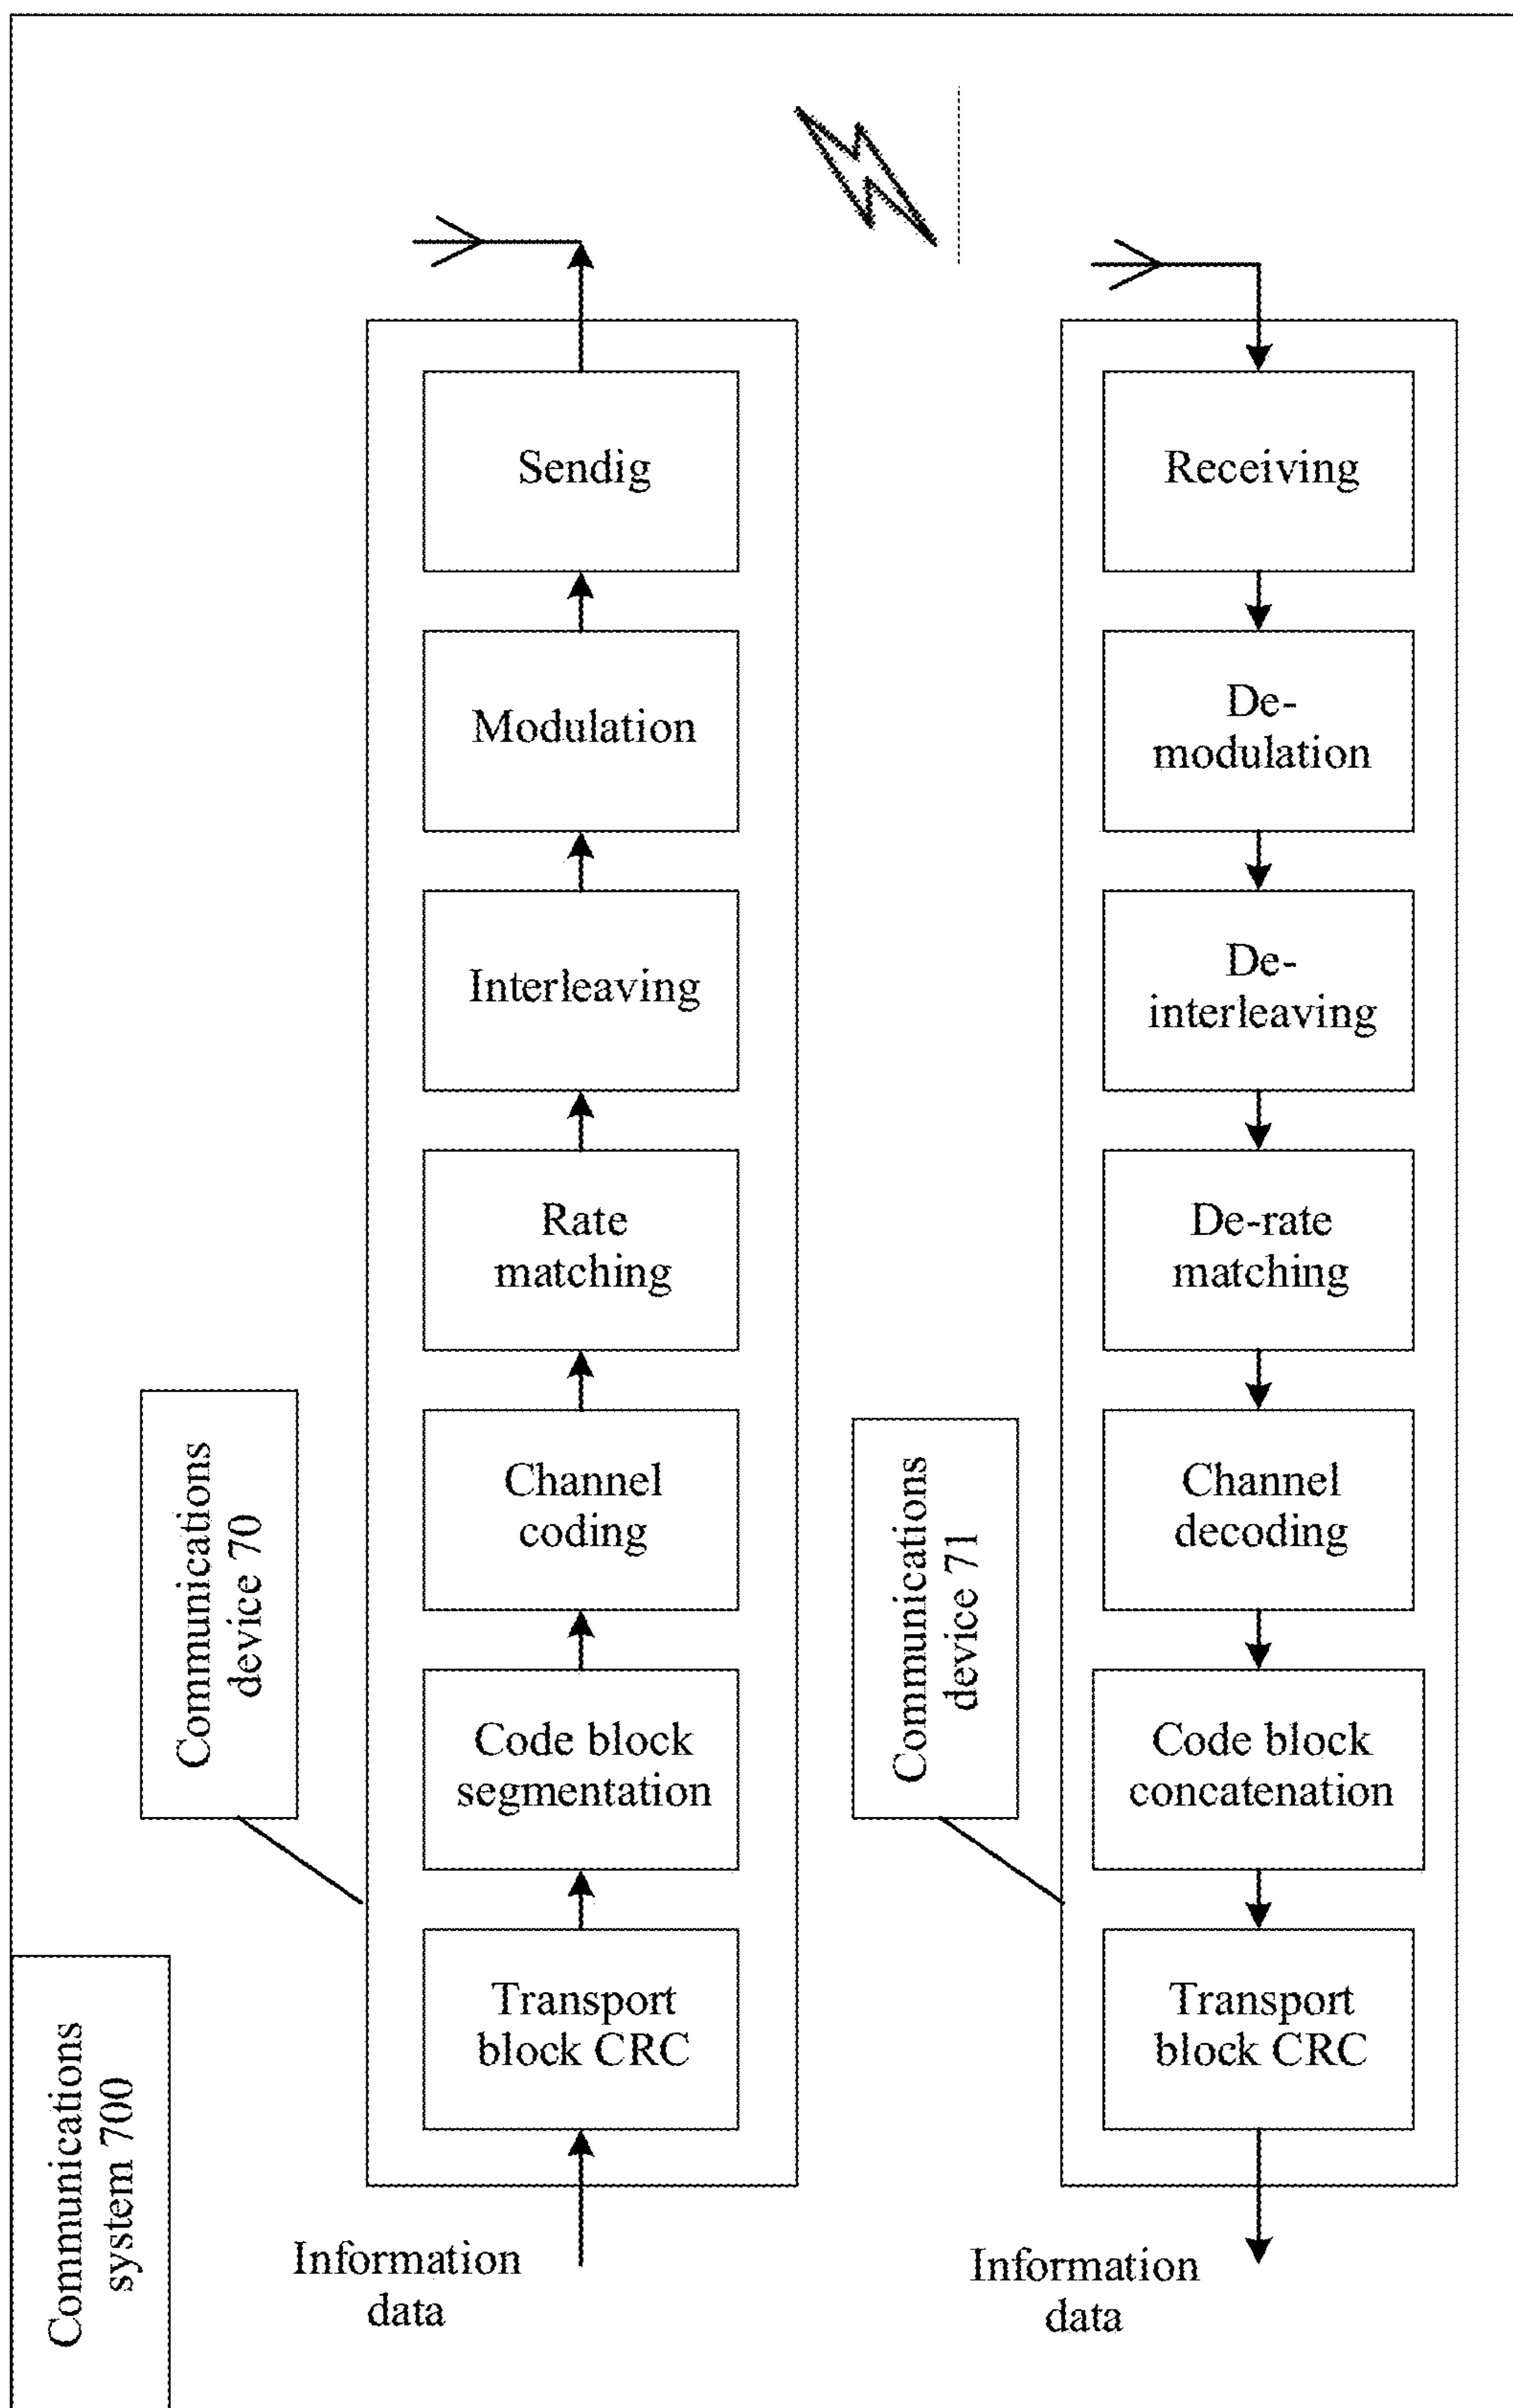 Sendig
Modulation
Interleaving
Rate
matching
Channel
coding
Code block
segmentation
Transport
block CRC
Information
data
Communications
device 70
Receiving
De-
modulation
De-
interleaving
De-rate
matching
Channel
decoding
Code block
concatenation
Transport
block CRC
Information
data
Communications
device 71
Communications
system 700